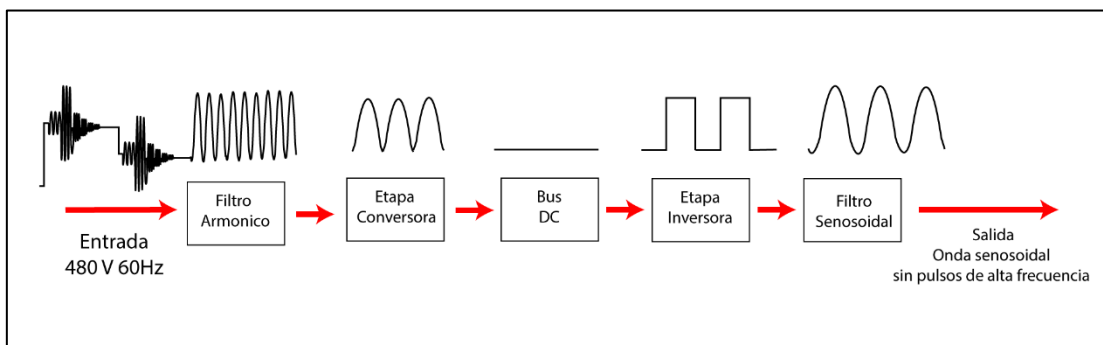 Entrada
480 V 60Hz
Filtro
Armonico
Etapa
Conversora
Bus
DC
Etapa
Inversora
Filtro
Senosoidal
Salida
Onda senosoidal
sin pulsos de alta frecuencia